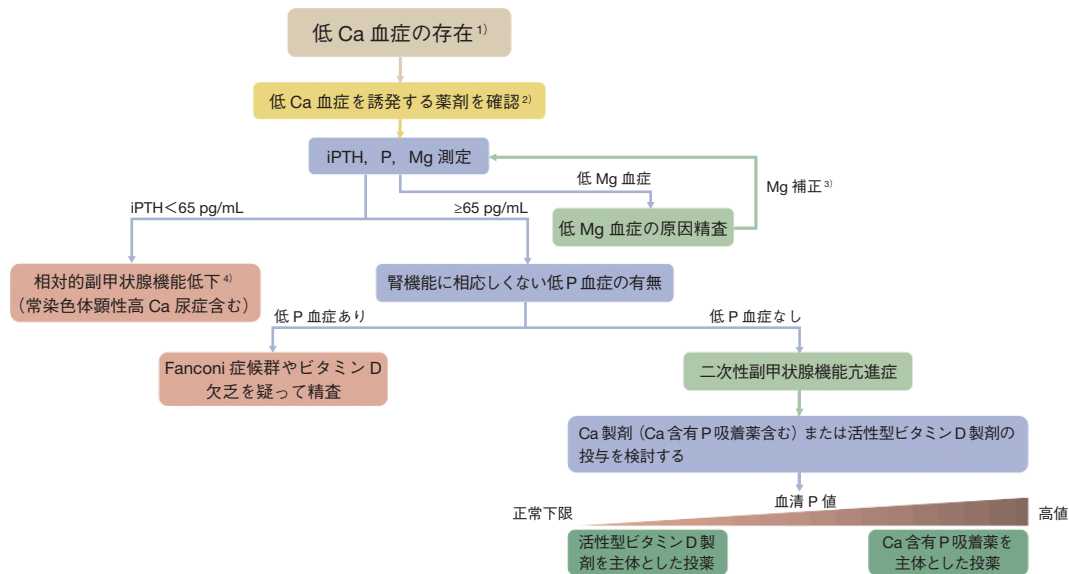 低 Ca 血症の存在 1)
低 Ca 血症を誘発する薬剤を確認 2)
iPTH, P, Mg 測定
低 Mg 血症
Mg 補正 3)
iPTH＜65 pg/mL
≥65 pg/mL
低 Mg 血症の原因精査
相対的副甲状腺機能低下 4)
（常染色体顕性高 Ca 尿症含む）
腎機能に相応しくない低 P 血症の有無
低 P 血症あり
低 P 血症なし
Fanconi 症候群やビタミン D
欠乏を疑って精査
二次性副甲状腺機能亢進症
Ca 製剤（Ca 含有 P 吸着薬含む）または活性型ビタミン D 製剤の
投与を検討する
血清 P 値
正常下限
高値
活性型ビタミン D 製
剤を主体とした投薬
Ca 含有 P 吸着薬を
主体とした投薬